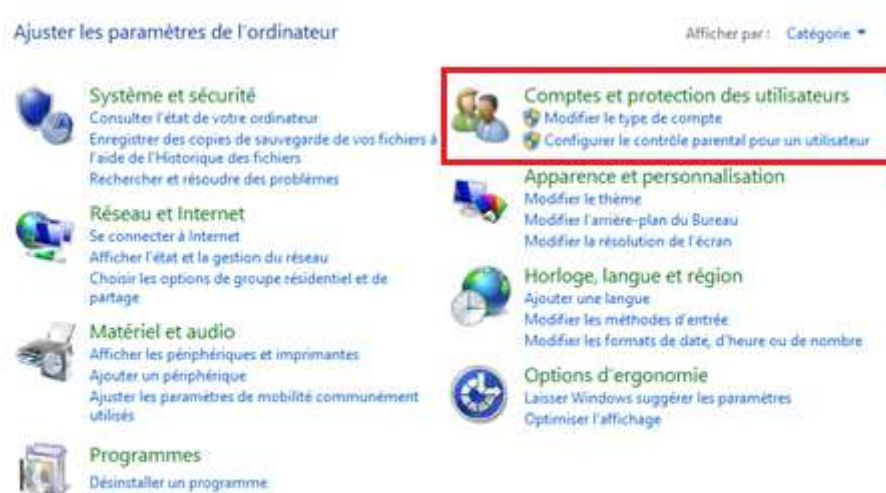 Ajuster les paramètres de l'ordinateur
Afficher par : Catégorie
Système et sécurité
Consulter l'état de votre ordinateur
Enregistrer des copies de sauvegarde de vos fichiers à
l'aide de l'Historique des fichiers
Rechercher et résoudre des problèmes
Réseau et Internet
Se connecter à Internet
Afficher l'état et la gestion du réseau
Choisir les options de groupe résidentiel et de
partage
Matériel et audio
Afficher les périphériques et imprimantes
Ajouter un périphérique
Ajuster les paramètres de mobilité communément
utilisés
Programmes
Désinstaller un programme
Comptes et protection des utilisateurs
Modifier le type de compte
Configurer le contrôle parental pour un utilisateur
Apparence et personnalisation
Modifier le thème
Modifier l'arrière-plan du Bureau
Modifier la résolution de l'écran
Horloge, langue et région
Ajouter une langue
Modifier les méthodes d'entrée
Modifier les formats de date, d'heure ou de nombre
Options d'ergonomie
Laisser Windows suggérer les paramètres
Optimiser l'affichage